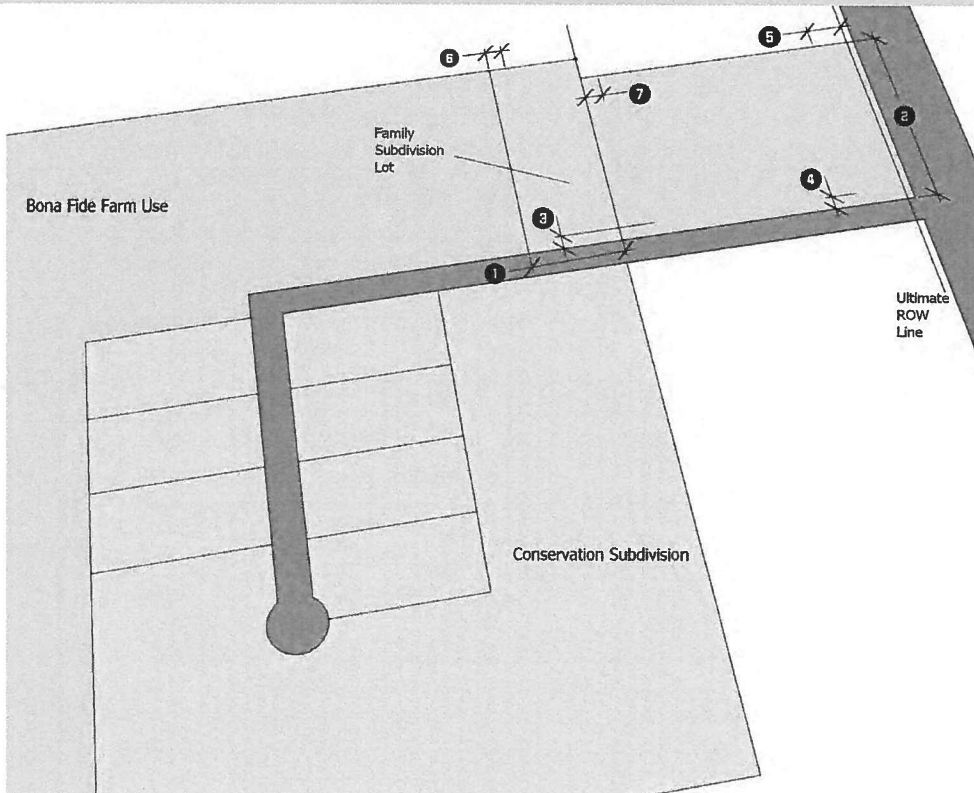 5
6
7
2
Family
Subdivision
Lot
4
Bona Fide Farm Use
3
1
Ultimate
ROW
Line
Conservation Subdivision